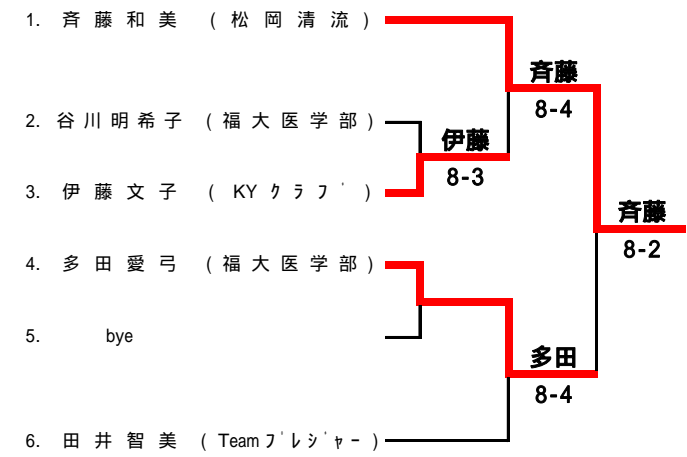 1. 斉藤和美 (松岡清流)
斉藤
8-4
2. 谷川明希子 (福大医学部)
伊藤
8-3
3. 伊藤文子 (KYクラブ)
斉藤
8-2
4. 多田愛弓 (福大医学部)
5. bye
多田
8-4
6. 田井智美 (Teamプレジャー)